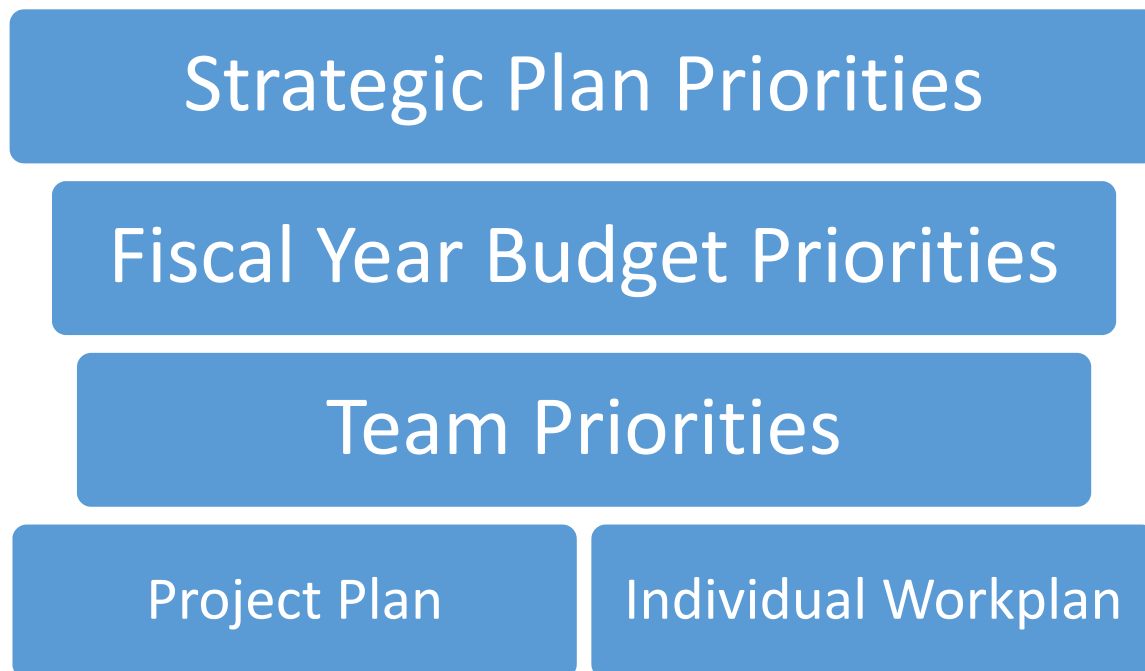 Strategic Plan Priorities
Fiscal Year Budget Priorities
Team Priorities
Project Plan
Individual Workplan